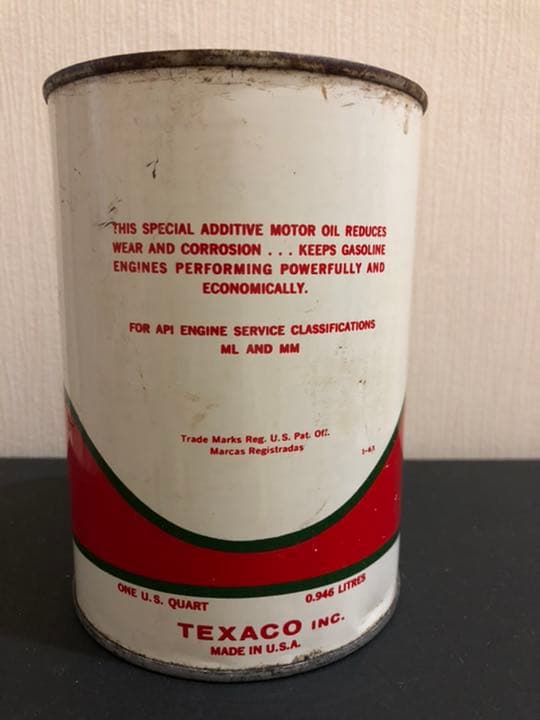 THIS SPECIAL ADDITIVE MOTOR OIL REDUCES
WEAR AND CORROSION . . . KEEPS GASOLINE
ENGINES PERFORMING POWERFULLY AND
ECONOMICALLY.
FOR API ENGINE SERVICE CLASSIFICATIONS
ML AND MM
Trade Marks Reg. U.S. Pat. Off.
Marcas Registradas
ONE U.S. QUART 0.946 LITRES
TEXACO INC.
MADE IN U.S.A.